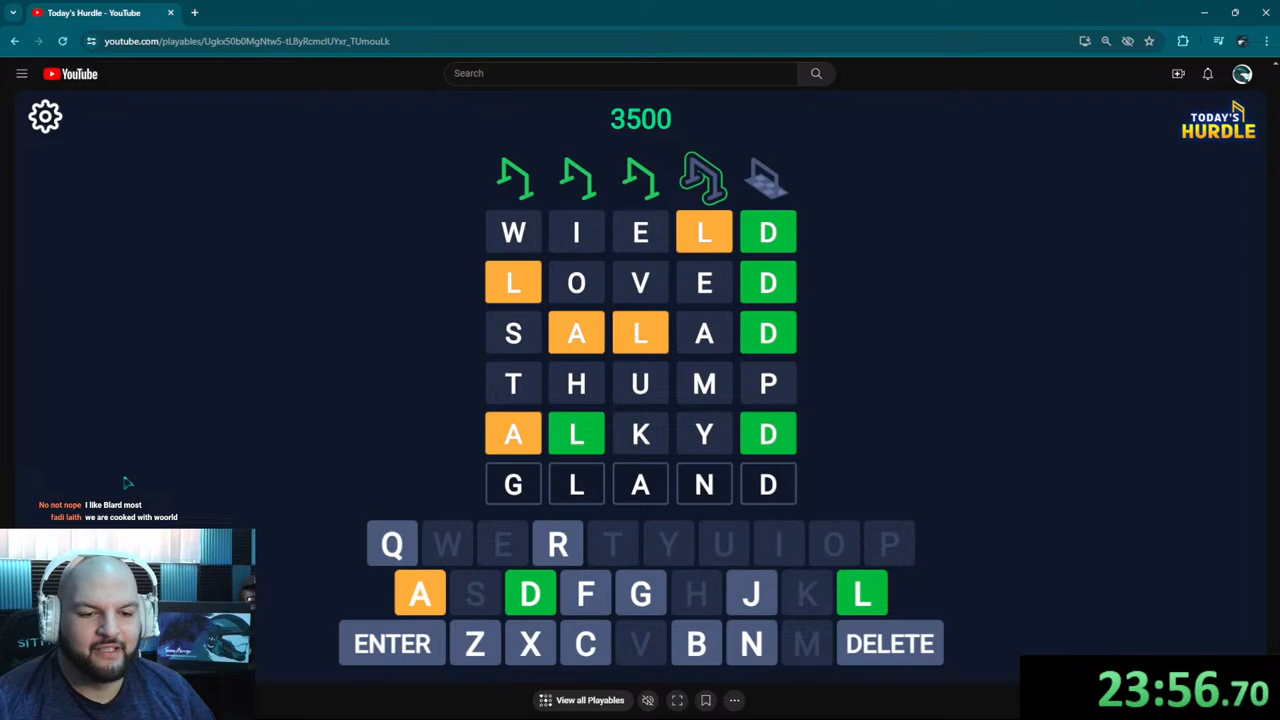 Today's Hurdle - YouTube
youtube.com/playables/Ugkx50b0MgNtw5-tLByRcmcIUYxr_TUmouLk
YouTube
Search
3500
TODAY'S
HURDLE
W I E L D
L O V E D
S A L A D
T H U M P
A L K Y D
G L A N D
No not nope I like Blard most
fadi laith we are cooked with woorld
Q W E R T Y U I O P
A S D F G H J K L
ENTER Z X C V B N M DELETE
View all Playables
23:56.70